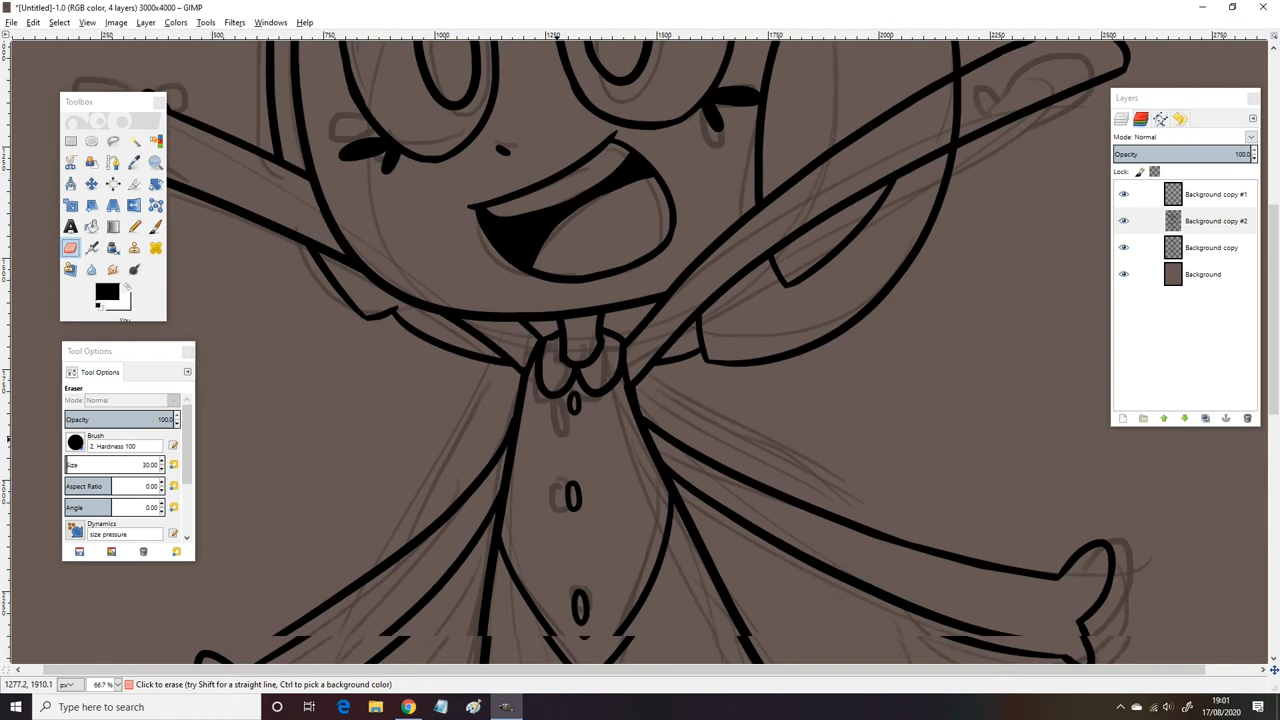 *[Untitled]-1.0 (RGB color, 4 layers) 3000x4000 – GIMP
File Edit Select View Image Layer Colors Tools Filters Windows Help
250 500 750 1000 1250 1500 1750 2000 2250 2500 2750
Toolbox
You
Tool Options
Tool Options
Eraser
Mode: Normal
Opacity 100.0
Brush
2. Hardness 100
Size 30.00
Aspect Ratio 0.00
Angle 0.00
Dynamics
size pressure
Layers
Mode: Normal
Opacity 100.0
Lock:
Background copy #1
Background copy #2
Background copy
Background
1277.2, 1910.1 px 66.7 % Click to erase (try Shift for a straight line, Ctrl to pick a background color)
Type here to search
19:01
17/08/2020